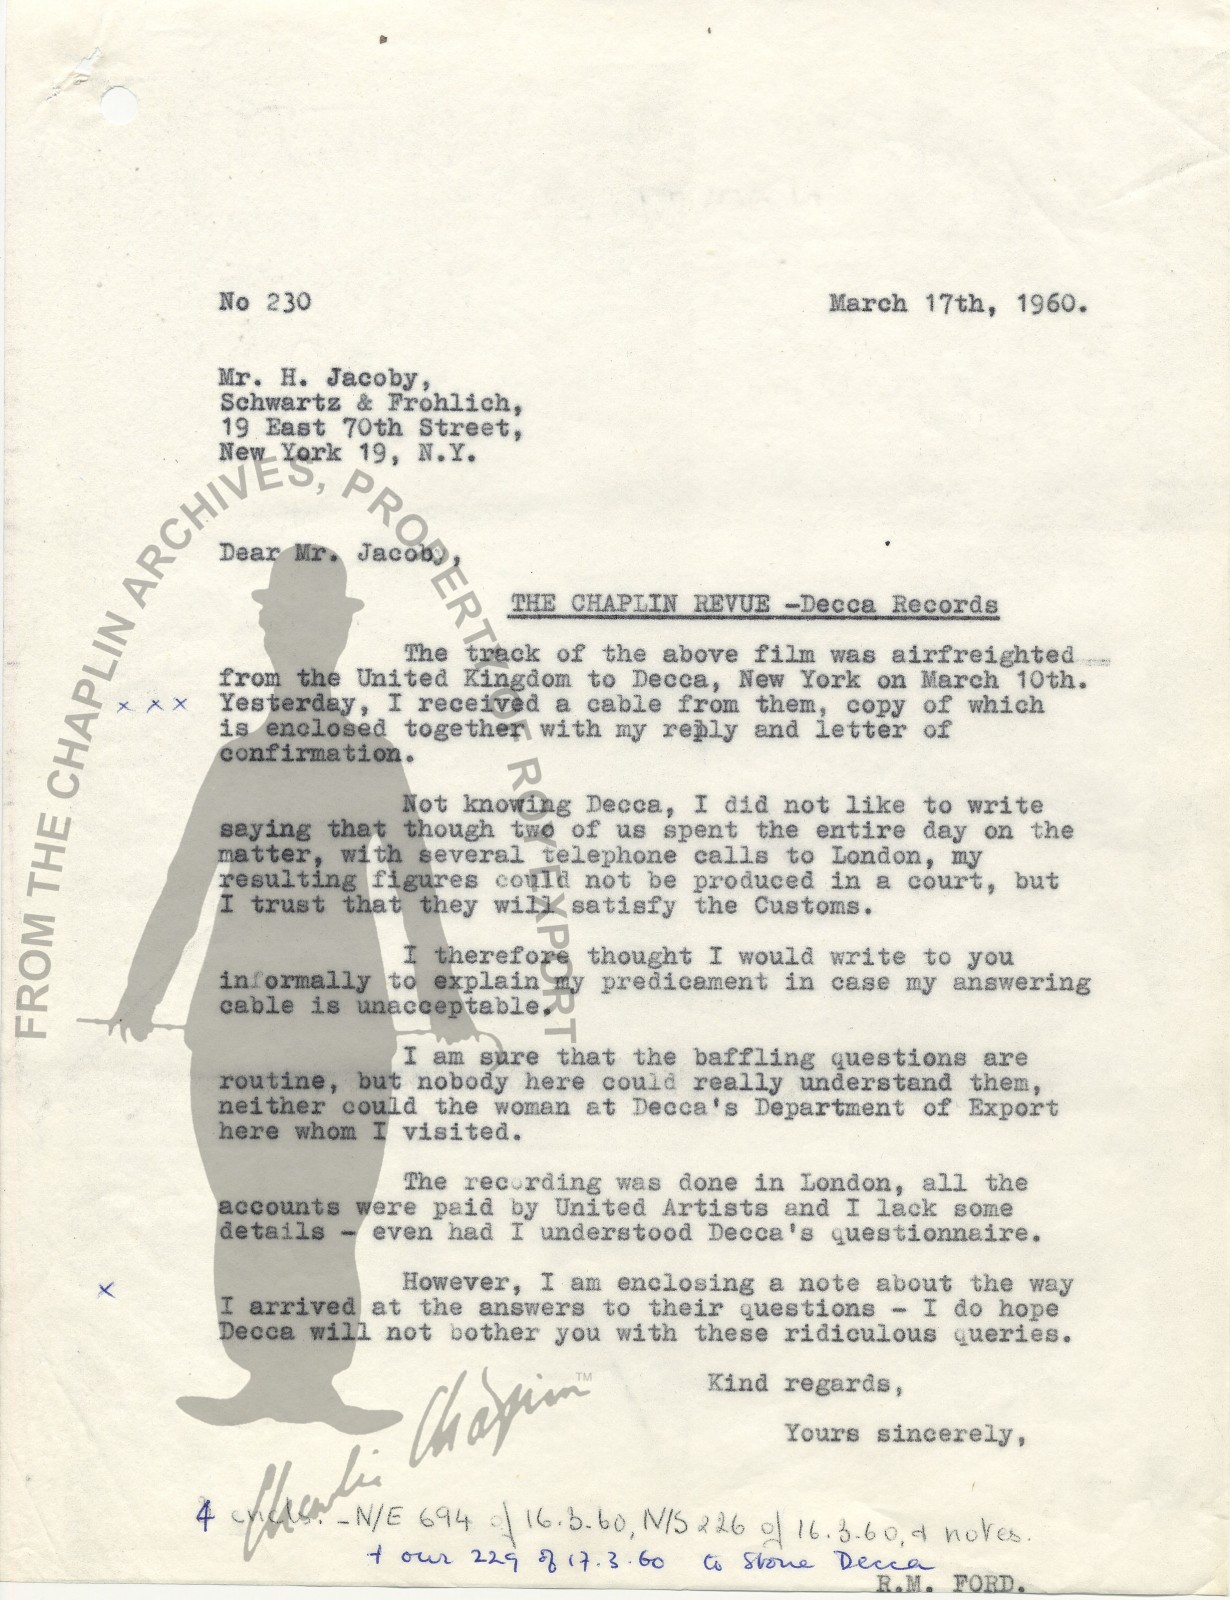 No 230 March 17th, 1960.
Mr. H. Jacoby,
Schwartz & Frohlich,
19 East 70th Street,
New York 19, N.Y.
Dear Mr. Jacoby,
THE CHAPLIN REVUE -Decca Records
The track of the above film was airfreighted
from the United Kingdom to Decca, New York on March 10th.
x x x Yesterday, I received a cable from them, copy of which
is enclosed together with my reply and letter of
confirmation.
Not knowing Decca, I did not like to write
saying that though two of us spent the entire day on the
matter, with several telephone calls to London, my
resulting figures could not be produced in a court, but
I trust that they will satisfy the Customs.
I therefore thought I would write to you
informally to explain my predicament in case my answering
cable is unacceptable.
I am sure that the baffling questions are
routine, but nobody here could really understand them,
neither could the woman at Decca's Department of Export
here whom I visited.
The recording was done in London, all the
accounts were paid by United Artists and I lack some
details - even had I understood Decca's questionnaire.
x However, I am enclosing a note about the way
I arrived at the answers to their questions - I do hope
Decca will not bother you with these ridiculous queries.
Kind regards,
Yours sincerely,
4 encls. - N/E 694 of 16.3.60, N/S 226 of 16.3.60, + notes.
+ our 229 of 17.3.60 to Stone Decca
R.M. FORD.
FROM THE CHAPLIN ARCHIVES, PROPERTY OF ROY EXPORT
Charlie Chaplin TM